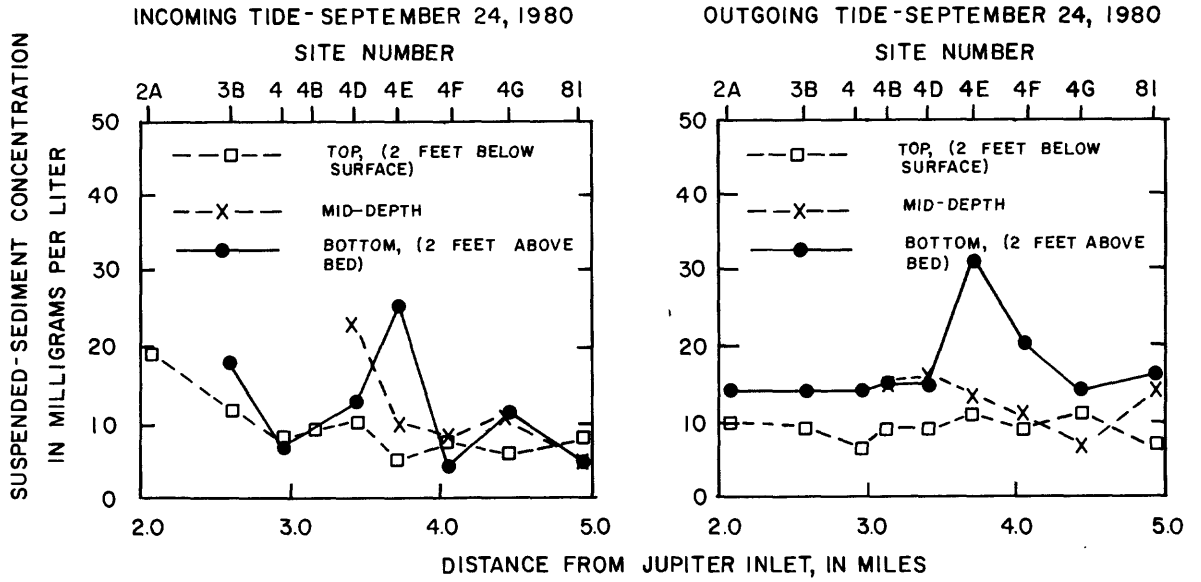 INCOMING TIDE-SEPTEMBER 24, 1980
SITE NUMBER
2A 3B 4 4B 4D 4E 4F 4G 8I
SUSPENDED-SEDIMENT CONCENTRATION
IN MILLIGRAMS PER LITER
50
40
30
20
10
0
TOP, (2 FEET BELOW
SURFACE)
MID-DEPTH
BOTTOM, (2 FEET ABOVE
BED)
2.0 3.0 4.0 5.0
OUTGOING TIDE-SEPTEMBER 24, 1980
SITE NUMBER
2A 3B 4 4B 4D 4E 4F 4G 8I
50
40
30
20
10
0
TOP, (2 FEET BELOW
SURFACE)
MID-DEPTH
BOTTOM, (2 FEET ABOVE
BED)
2.0 3.0 4.0 5.0
DISTANCE FROM JUPITER INLET, IN MILES